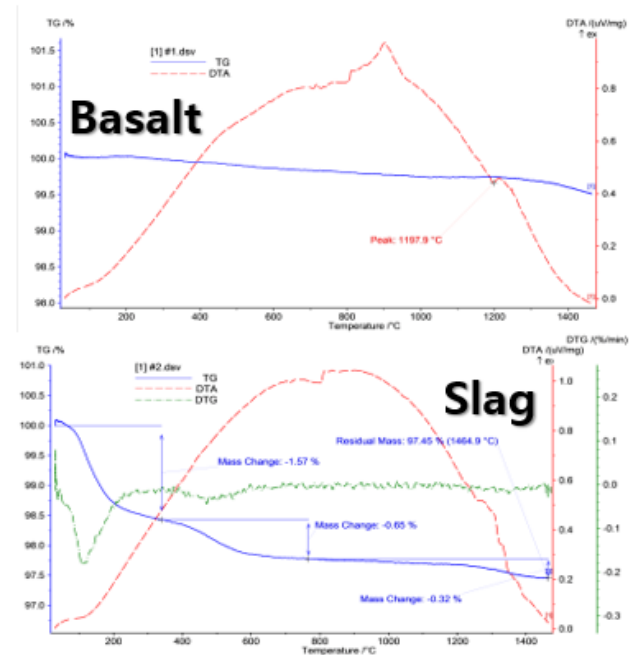 TG /%
DTA /(uV/mg)
↑ ex
[1] #1.dsv
TG
DTA
Basalt
101.5
101.0
100.5
100.0
99.5
99.0
98.5
98.0
0.8
0.6
0.4
0.2
0.0
[1]
[1]
Peak: 1197.9 °C
200 400 600 800 1000 1200 1400
Temperature /°C
TG /%
DTG /(%/min)
DTA /(uV/mg)
↑ ex
[1] #2.dsv
TG
DTA
DTG
Slag
101.0
100.5
100.0
99.5
99.0
98.5
98.0
97.5
97.0
1.0
0.8
0.6
0.4
0.2
0.0
0.2
0.1
0.0
-0.1
-0.2
-0.3
Residual Mass: 97.45 % (1464.9 °C)
Mass Change: -1.57 %
Mass Change: -0.65 %
Mass Change: -0.32 %
200 400 600 800 1000 1200 1400
Temperature /°C